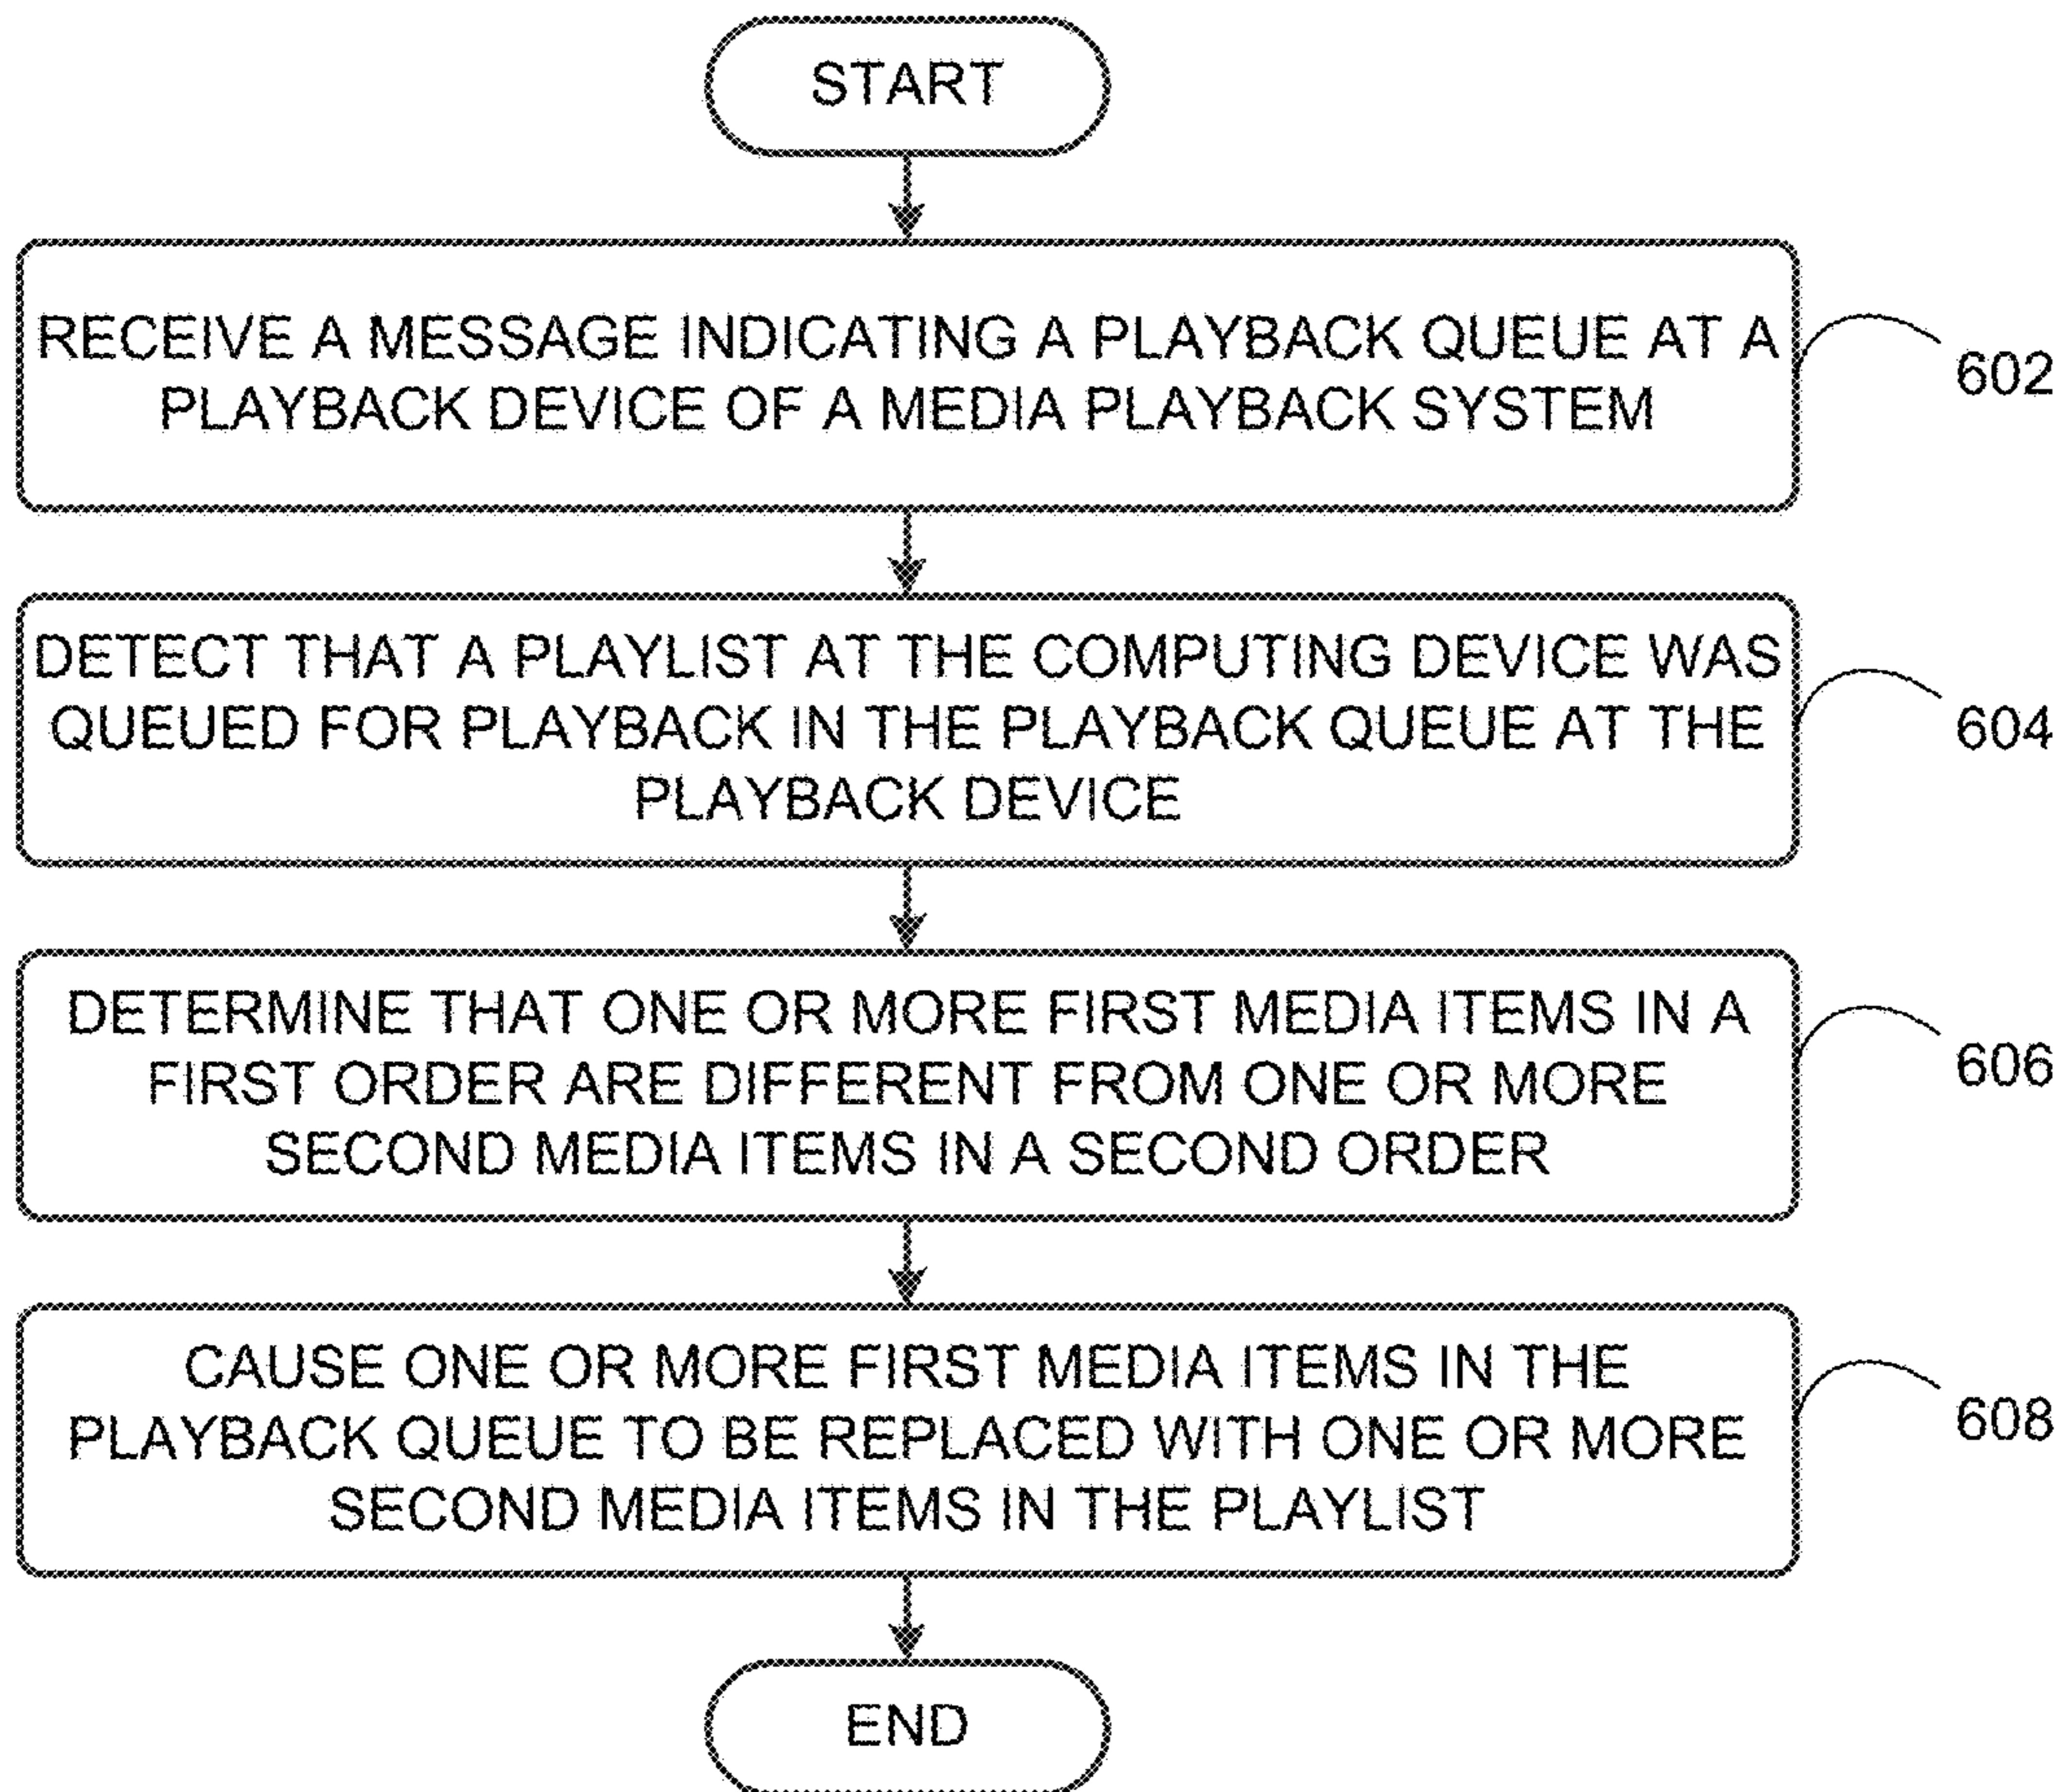 START
RECEIVE A MESSAGE INDICATING A PLAYBACK QUEUE AT A
PLAYBACK DEVICE OF A MEDIA PLAYBACK SYSTEM
602
DETECT THAT A PLAYLIST AT THE COMPUTING DEVICE WAS
QUEUED FOR PLAYBACK IN THE PLAYBACK QUEUE AT THE
PLAYBACK DEVICE
604
DETERMINE THAT ONE OR MORE FIRST MEDIA ITEMS IN A
FIRST ORDER ARE DIFFERENT FROM ONE OR MORE
SECOND MEDIA ITEMS IN A SECOND ORDER
606
CAUSE ONE OR MORE FIRST MEDIA ITEMS IN THE
PLAYBACK QUEUE TO BE REPLACED WITH ONE OR MORE
SECOND MEDIA ITEMS IN THE PLAYLIST
608
END